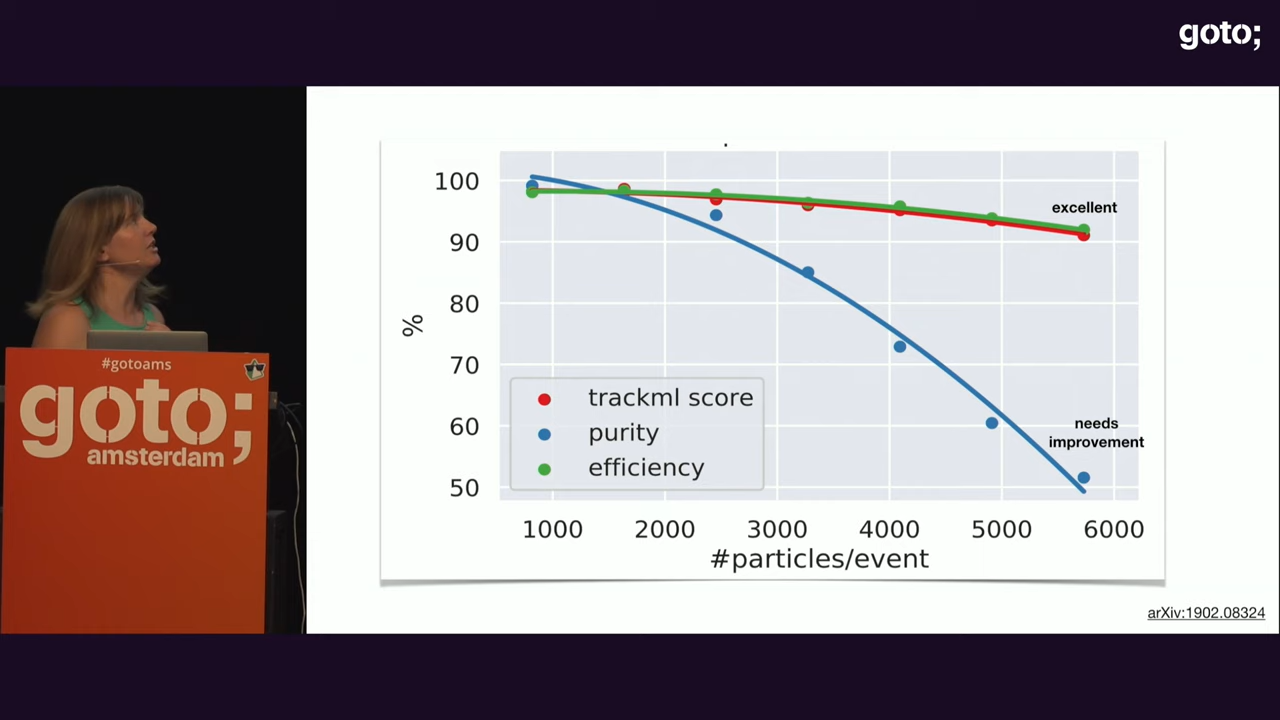 goto;
#gotoams
goto;
amsterdam
100
90
80
70
60
50
%
excellent
needs
improvement
trackml score
purity
efficiency
1000 2000 3000 4000 5000 6000
#particles/event
arXiv:1902.08324